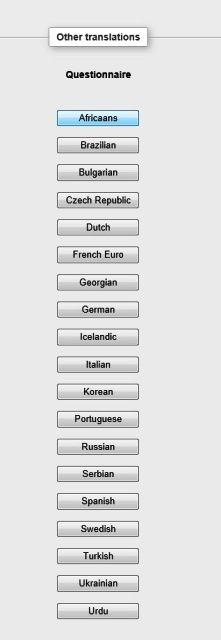 Other translations
Questionnaire
Africaans
Brazilian
Bulgarian
Czech Republic
Dutch
French Euro
Georgian
German
Icelandic
Italian
Korean
Portuguese
Russian
Serbian
Spanish
Swedish
Turkish
Ukrainian
Urdu